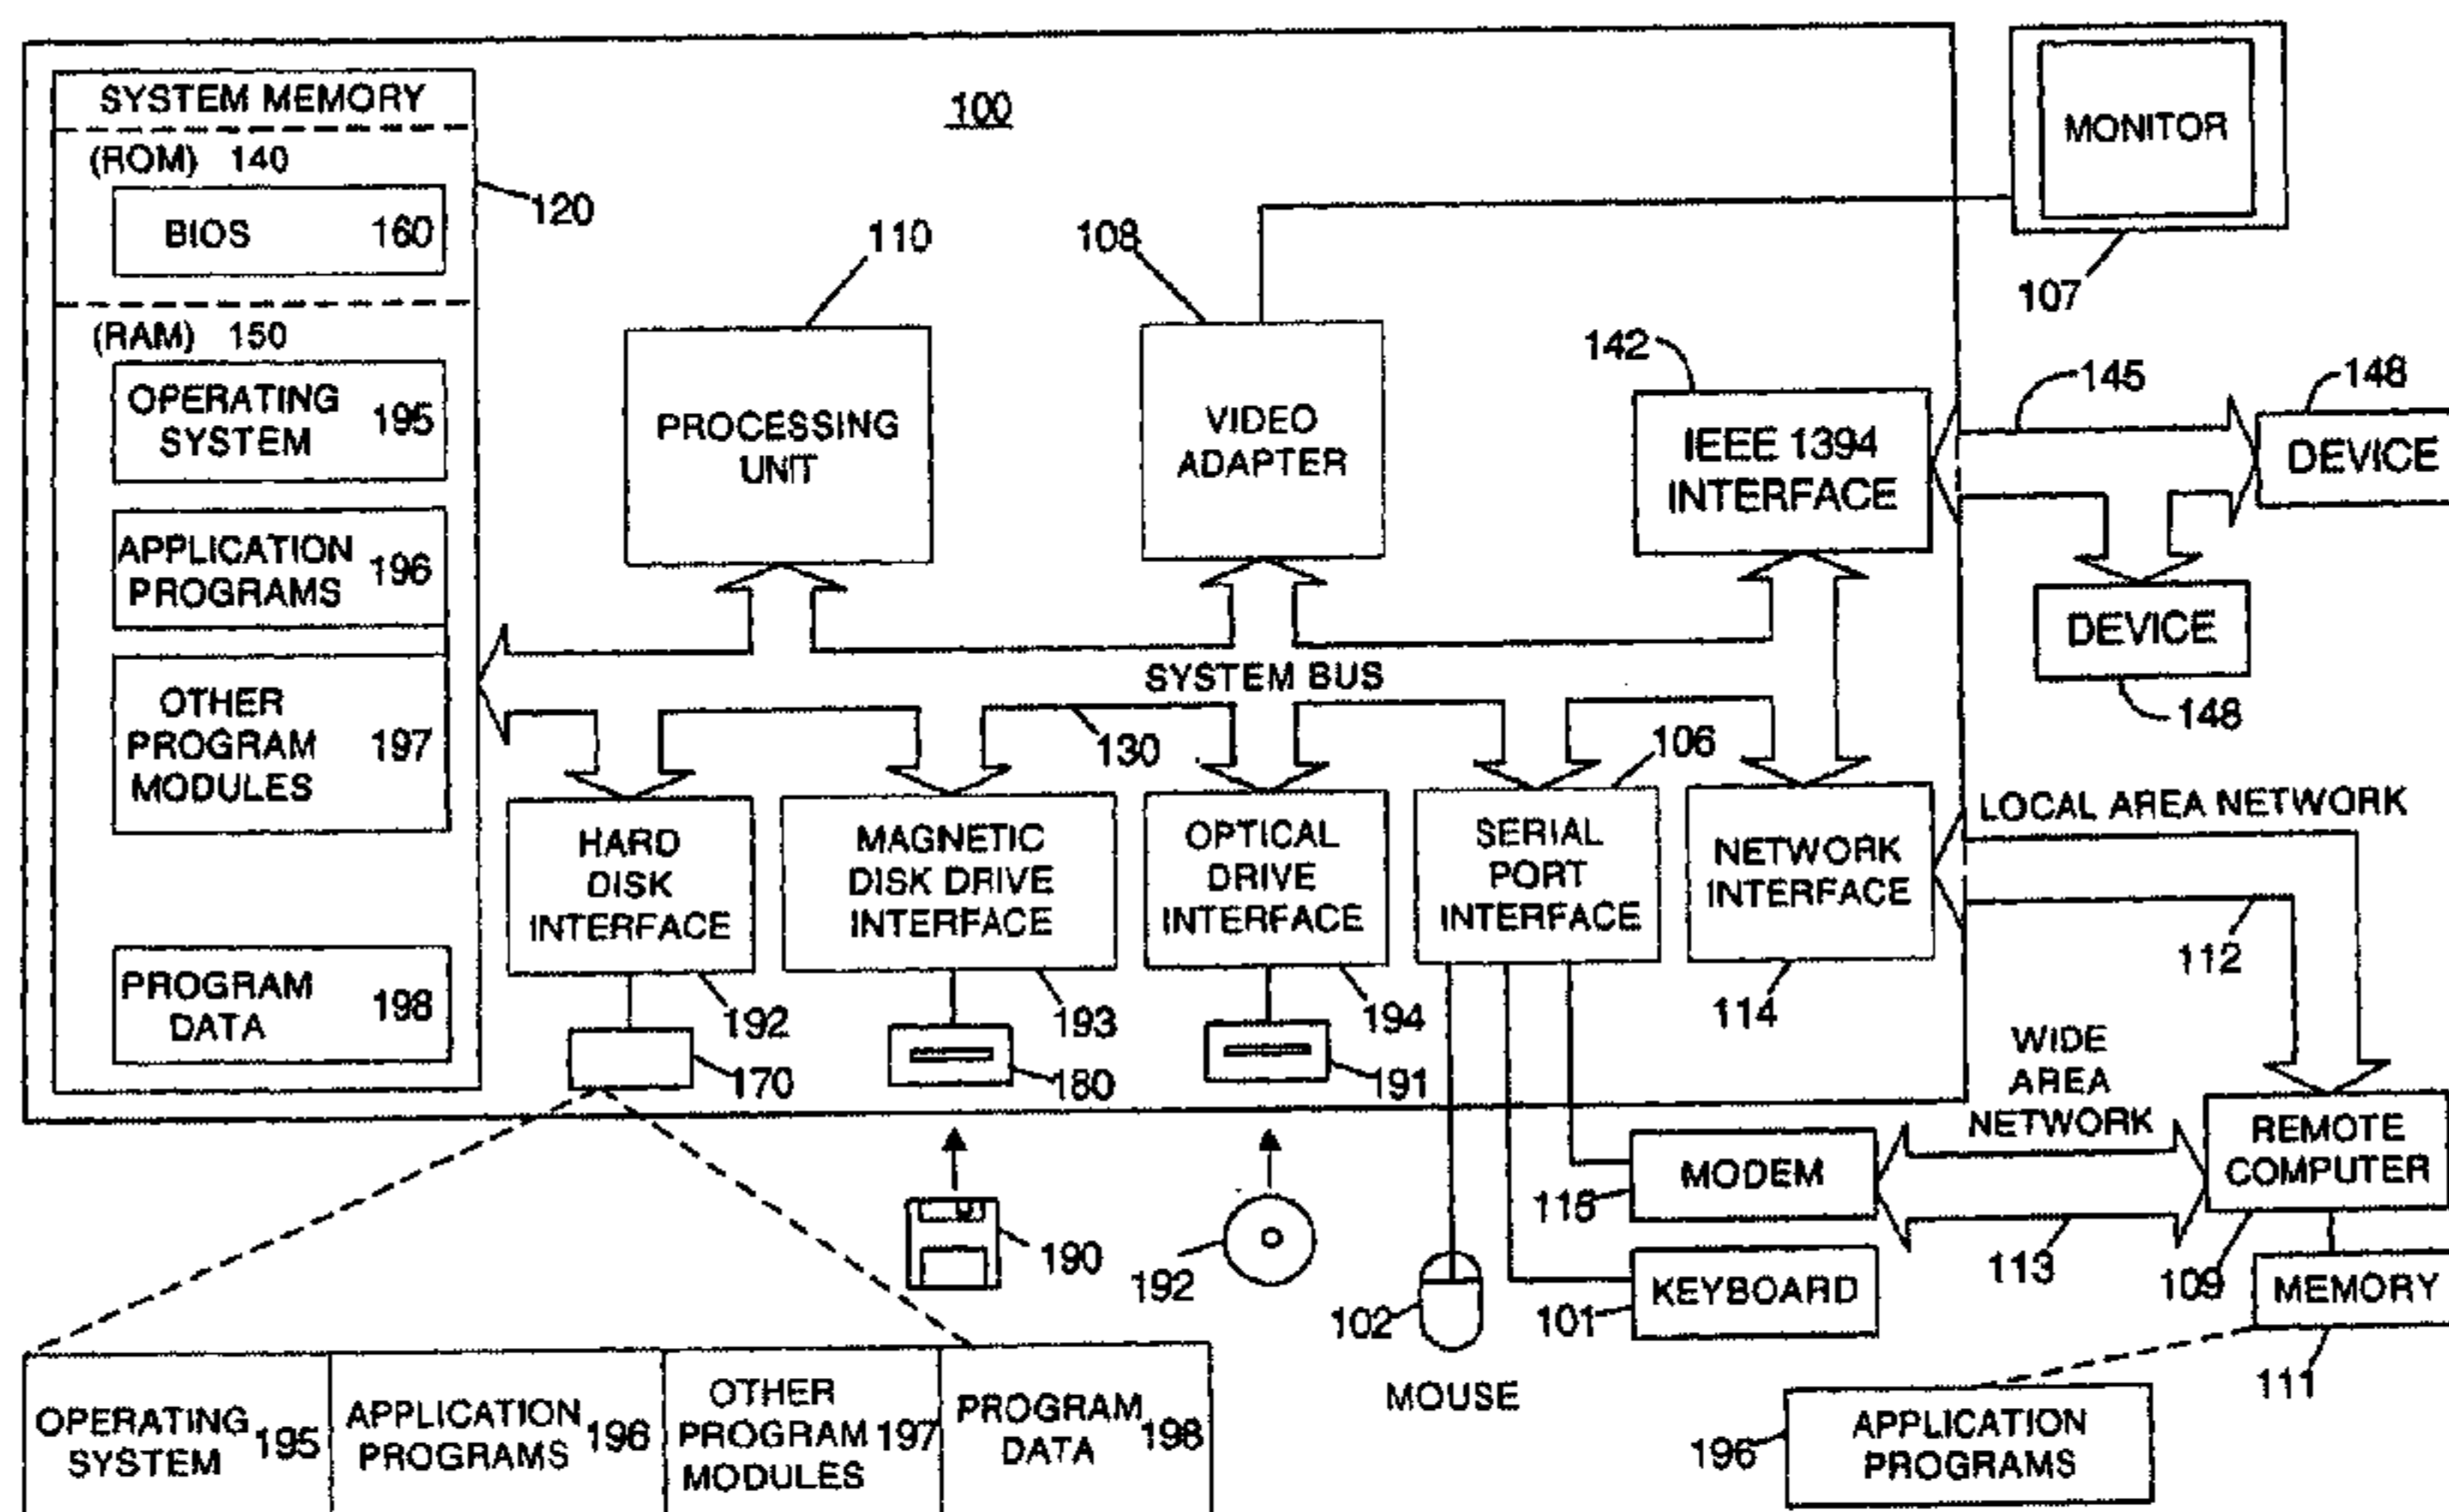 SYSTEM MEMORY
(ROM) 140
BIOS 160
120
(RAM) 150
OPERATING
SYSTEM
195
APPLICATION
PROGRAMS
196
OTHER
PROGRAM
MODULES
197
PROGRAM
DATA
198
100
MONITOR
107
110
PROCESSING
UNIT
108
VIDEO
ADAPTER
142
IEEE 1394
INTERFACE
145
148
DEVICE
DEVICE
148
SYSTEM BUS
130
106
HARD
DISK
INTERFACE
192
170
MAGNETIC
DISK DRIVE
INTERFACE
193
180
OPTICAL
DRIVE
INTERFACE
194
191
SERIAL
PORT
INTERFACE
NETWORK
INTERFACE
114
LOCAL AREA NETWORK
112
WIDE
AREA
NETWORK
113
REMOTE
COMPUTER
109
MEMORY
111
MODEM
115
KEYBOARD
101
102
MOUSE
190
192
OPERATING
SYSTEM
195
APPLICATION
PROGRAMS
196
OTHER
PROGRAM
MODULES
197
PROGRAM
DATA
198
196
APPLICATION
PROGRAMS